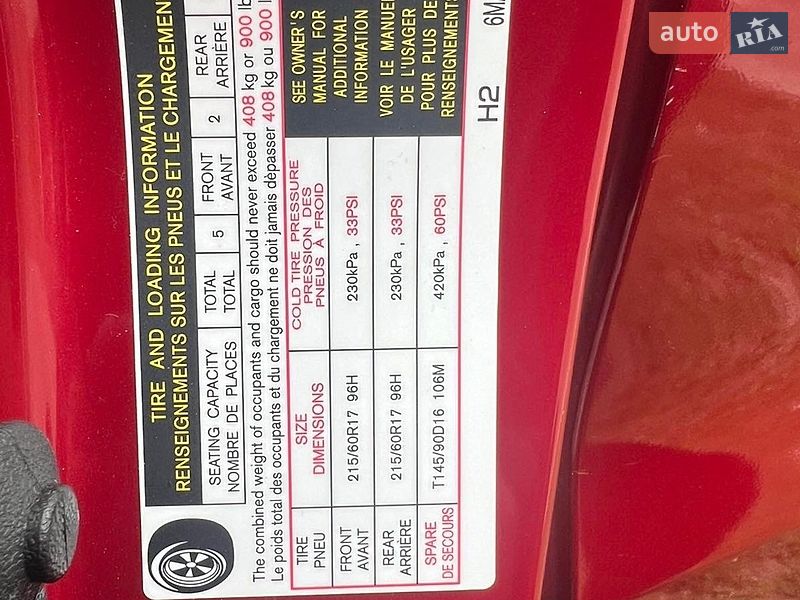 TIRE AND LOADING INFORMATION
RENSEIGNEMENTS SUR LES PNEUS ET LE CHARGEMEN
SEATING CAPACITY TOTAL 5 FRONT 2 REAR
NOMBRE DE PLACES TOTAL AVANT ARRIÈRE
The combined weight of occupants and cargo should never exceed 408 kg or 900 lb
Le poids total des occupants et du chargement ne doit jamais dépasser 408 kg ou 900 l
TIRE SIZE COLD TIRE PRESSURE
PNEU DIMENSIONS PRESSION DES
PNEUS À FROID
SEE OWNER'S
MANUAL FOR
ADDITIONAL
INFORMATION
VOIR LE MANUEL
DE L'USAGER
POUR PLUS DE
RENSEIGNEMENTS
FRONT 215/60R17 96H 230kPa, 33PSI
AVANT
REAR 215/60R17 96H 230kPa, 33PSI
ARRIÈRE
SPARE T145/90D16 106M 420kPa, 60PSI
DE SECOURS
H2
auto RIA
.com